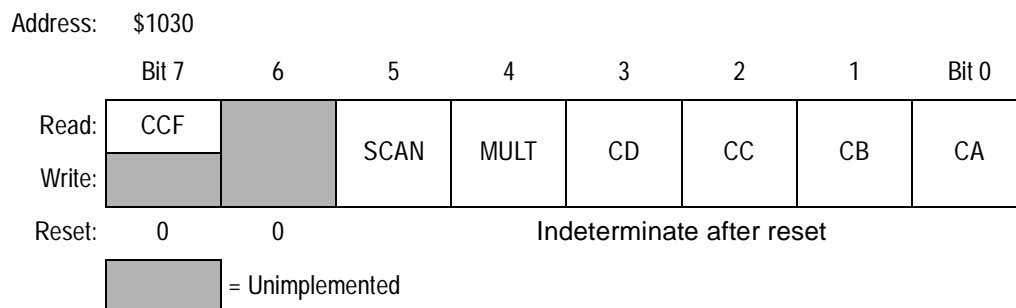 Address: $1030
Bit 7 6 5 4 3 2 1 Bit 0
Read: CCF
SCAN MULT CD CC CB CA
Write:
Reset: 0 0 Indeterminate after reset
= Unimplemented